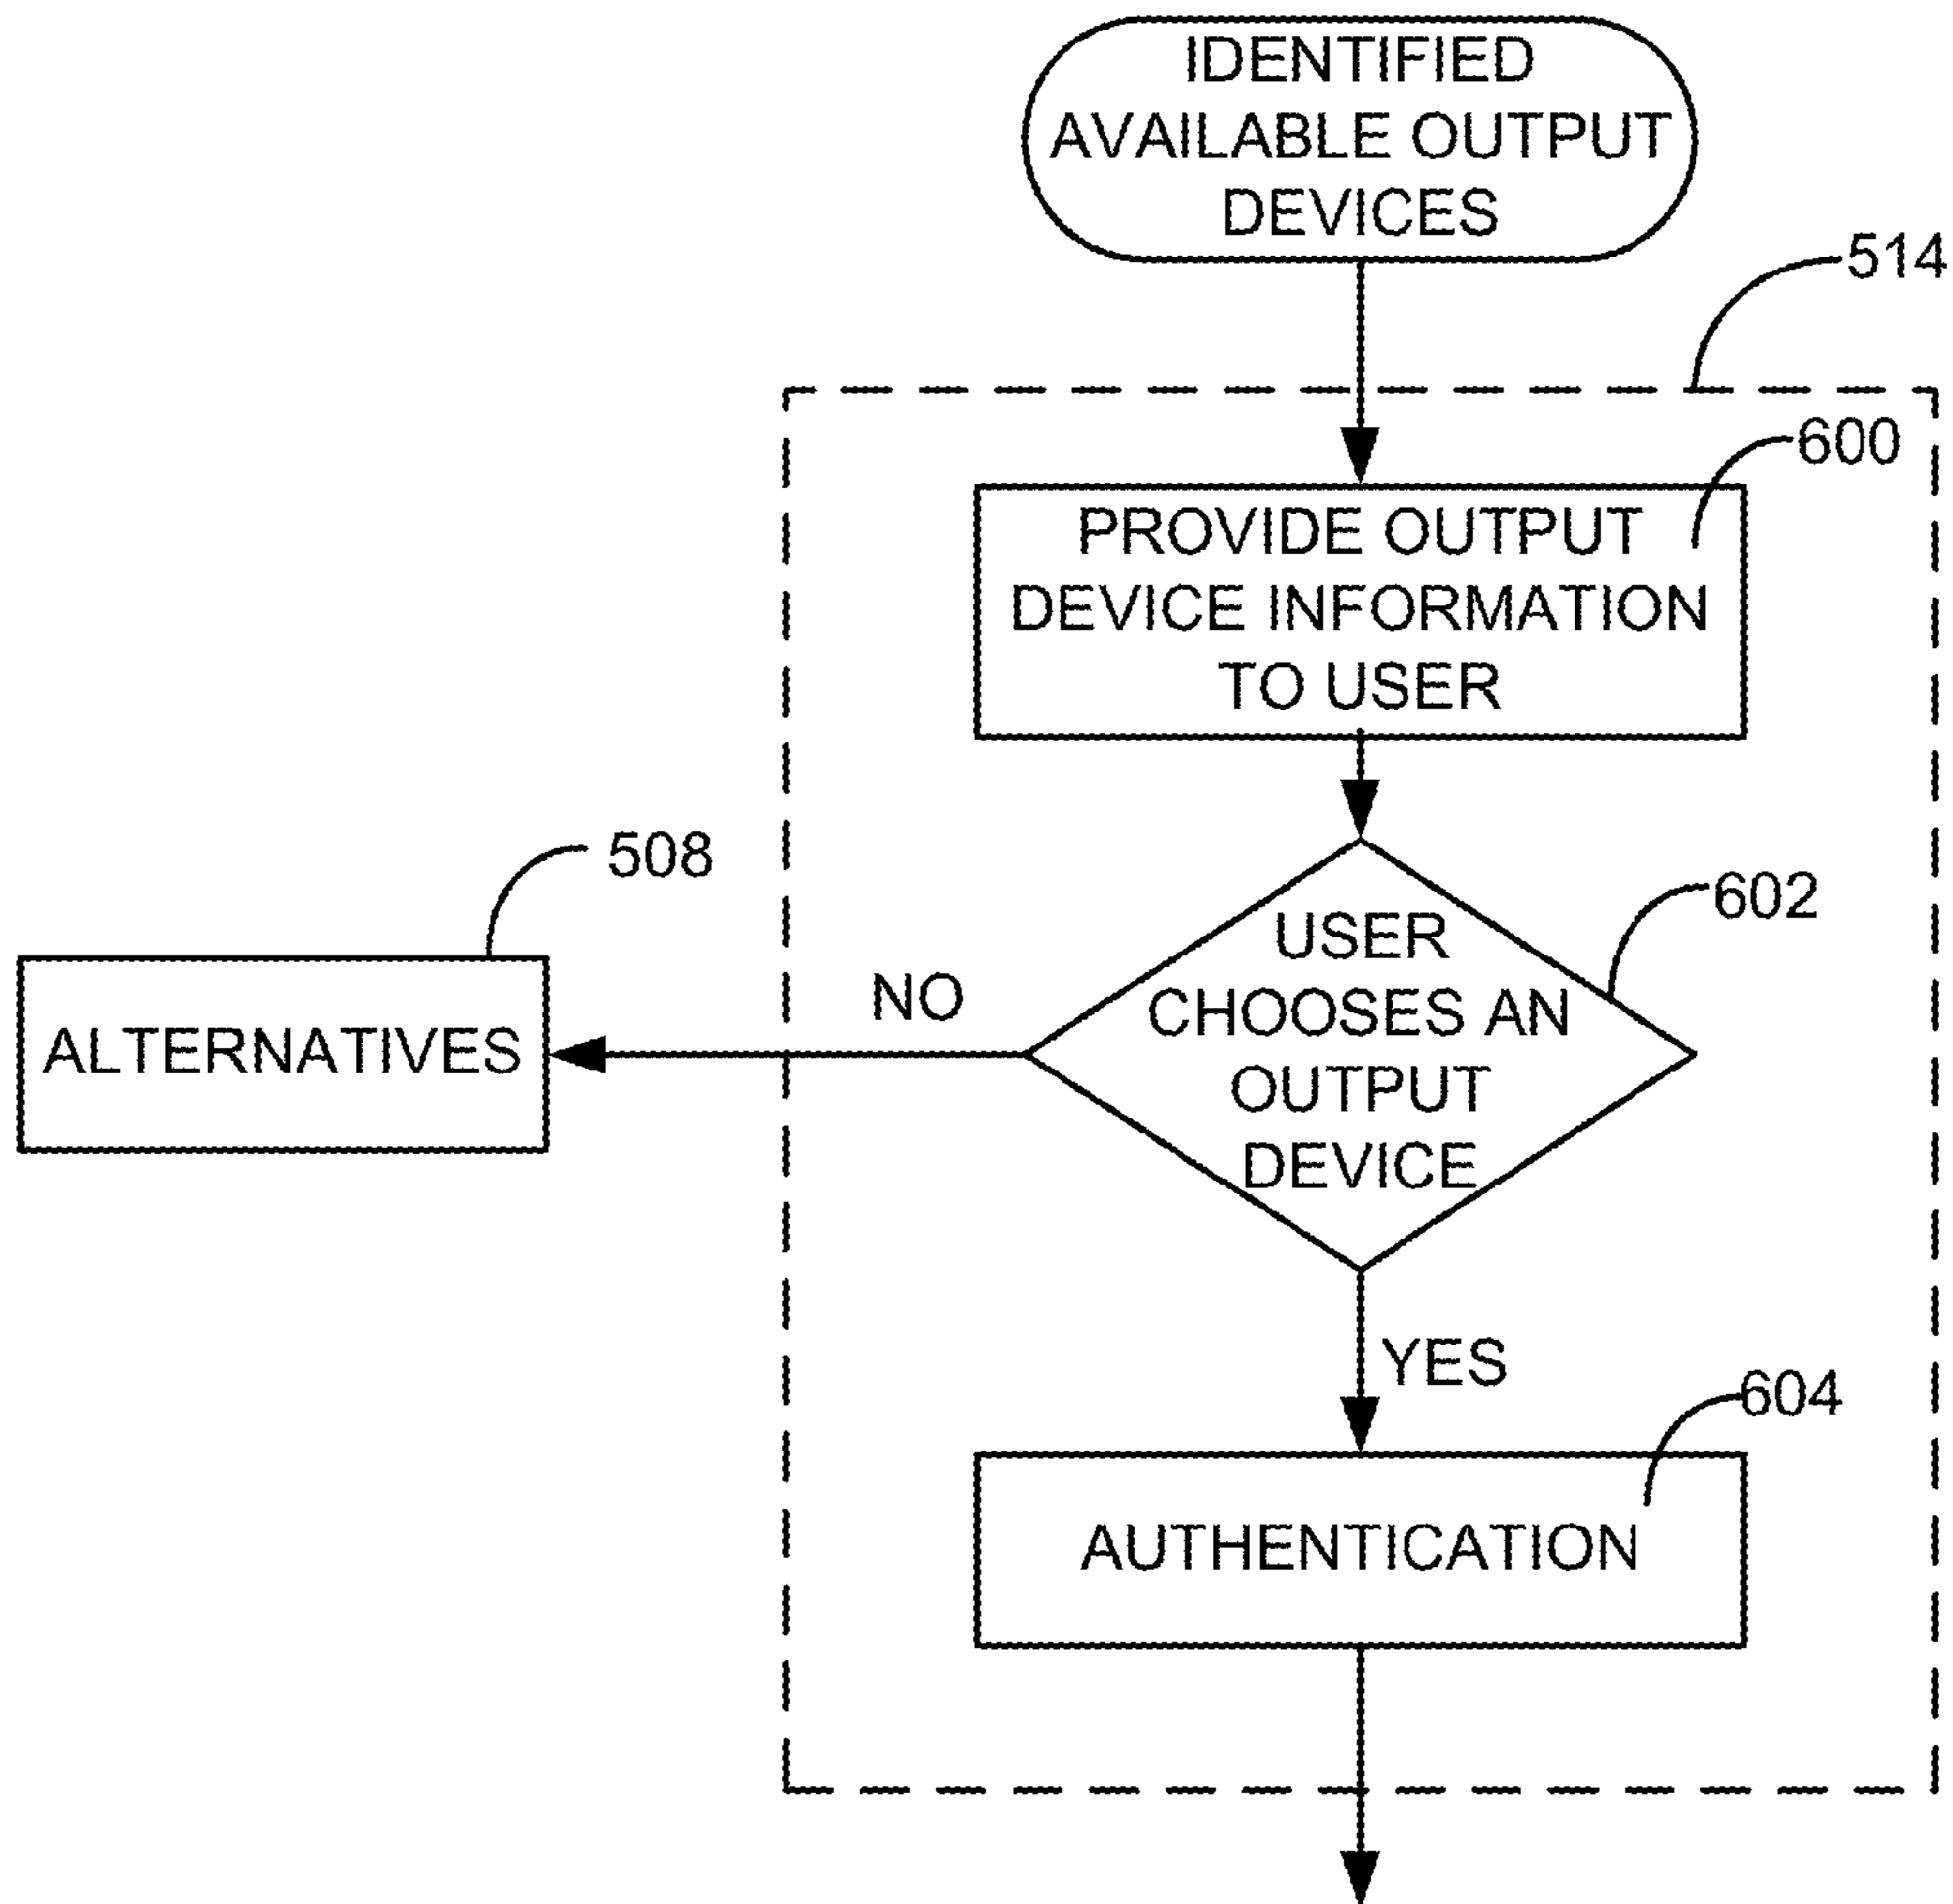 IDENTIFIED
AVAILABLE OUTPUT
DEVICES
514
600
PROVIDE OUTPUT
DEVICE INFORMATION
TO USER
508
602
USER
CHOOSES AN
OUTPUT
DEVICE
NO
ALTERNATIVES
YES
604
AUTHENTICATION